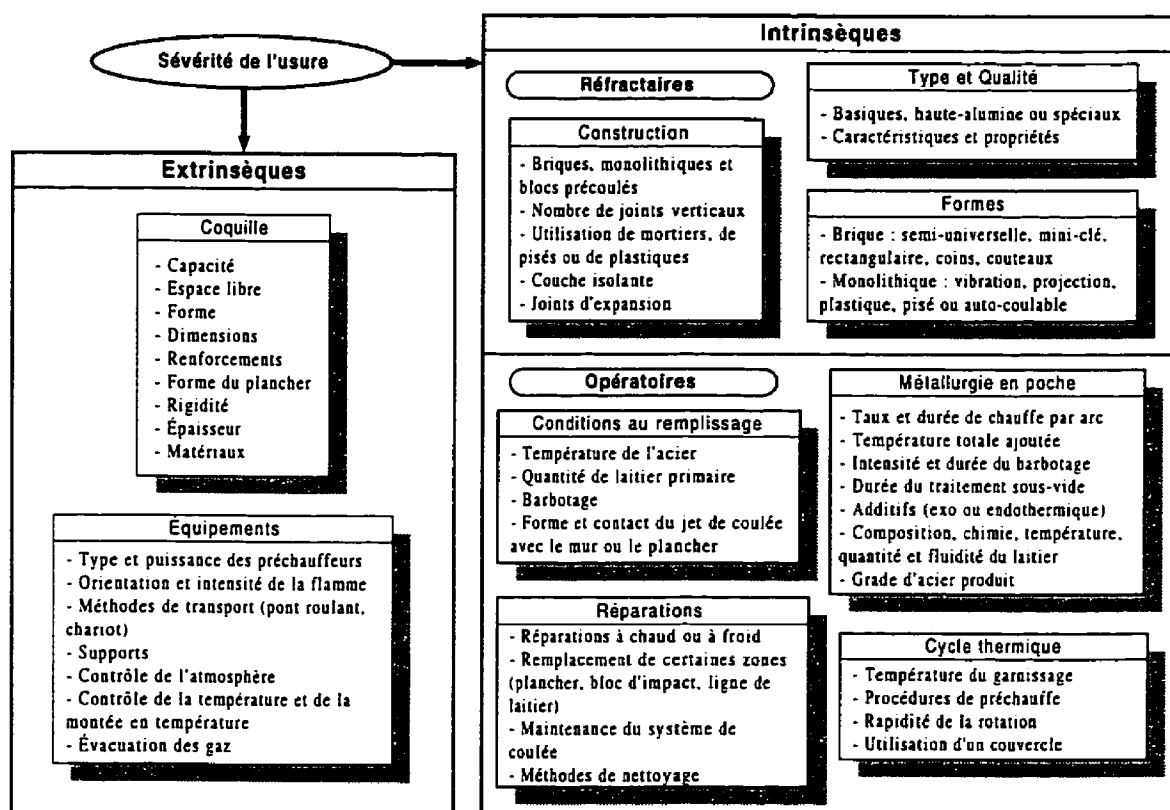 Sévérité de l'usure
Extrinsèques
Coquille
- Capacité
- Espace libre
- Forme
- Dimensions
- Renforcements
- Forme du plancher
- Rigidité
- Épaisseur
- Matériaux
Equipements
- Type et puissance des préchauffeurs
- Orientation et intensité de la flamme
- Méthodes de transport (pont roulant,
chariot)
- Supports
- Contrôle de l'atmosphère
- Contrôle de la température et de la
montée en température
- Évacuation des gaz
Intrinsèques
Réfractaires
Construction
- Briques, monolithiques et
blocs précoulés
- Nombre de joints verticaux
- Utilisation de mortiers, de
pisés ou de plastiques
- Couche isolante
- Joints d'expansion
Type et Qualité
- Basiques, haute-alumine ou spéciaux
- Caractéristiques et propriétés
Formes
- Brique : semi-universelle, mini-clé,
rectangulaire, coins, couteaux
- Monolithique : vibration, projection,
plastique, pisé ou auto-coulable
Opératoires
Conditions au remplissage
- Température de l'acier
- Quantité de laitier primaire
- Barbotage
- Forme et contact du jet de coulée
avec le mur ou le plancher
Métallurgie en poche
- Taux et durée de chauffe par arc
- Température totale ajoutée
- Intensité et durée du barbotage
- Durée du traitement sous-vide
- Additifs (exo ou endothermique)
- Composition, chimie, température,
quantité et fluidité du laitier
- Grade d'acier produit
Réparations
- Réparations à chaud ou à froid
- Remplacement de certaines zones
(plancher, bloc d'impact, ligne de
laitier)
- Maintenance du système de
coulée
- Méthodes de nettoyage
Cycle thermique
- Température du garnissage
- Procédures de préchauffe
- Rapidité de la rotation
- Utilisation d'un couvercle